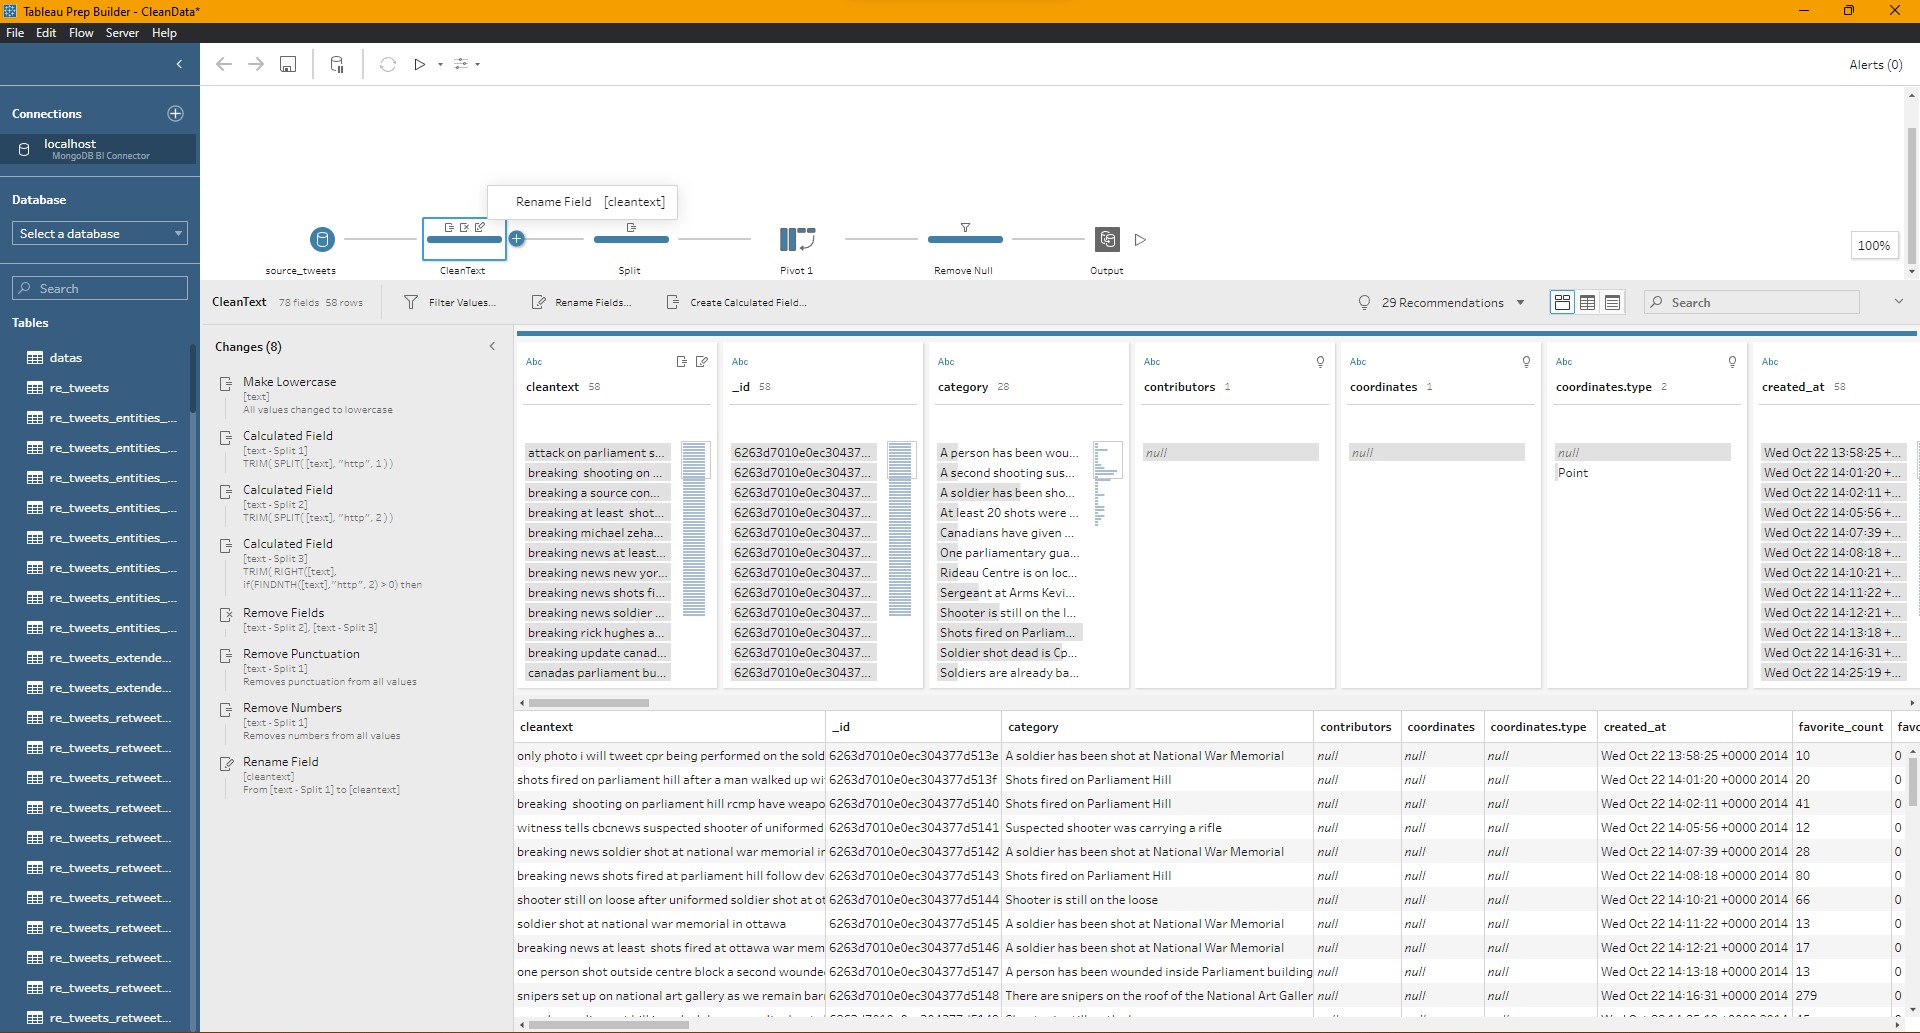 Tableau Prep Builder - CleanData*
File Edit Flow Server Help
Alerts (0)
Connections
localhost
MongoDB BI Connector
Database
Select a database
Search
Tables
datas
re_tweets
re_tweets_entities_...
re_tweets_entities_...
re_tweets_entities_...
re_tweets_entities_...
re_tweets_entities_...
re_tweets_entities_...
re_tweets_entities_...
re_tweets_entities_...
re_tweets_extende...
re_tweets_extende...
re_tweets_retweet...
re_tweets_retweet...
re_tweets_retweet...
re_tweets_retweet...
re_tweets_retweet...
re_tweets_retweet...
re_tweets_retweet...
re_tweets_retweet...
re_tweets_retweet...
re_tweets_retweet...
re_tweets_retweet...
Rename Field [cleantext]
source_tweets
CleanText
Split
Pivot 1
Remove Null
Output
100%
CleanText 78 fields 58 rows
Filter Values...
Rename Fields...
Create Calculated Field...
29 Recommendations
Search
Changes (8)
Make Lowercase
[text]
All values changed to lowercase
Calculated Field
[text - Split 1]
TRIM( SPLIT( [text], "http", 1 ) )
Calculated Field
[text - Split 2]
TRIM( SPLIT( [text], "http", 2 ) )
Calculated Field
[text - Split 3]
TRIM( RIGHT([text],
if(FINDNTH([text],"http", 2) > 0) then
Remove Fields
[text - Split 2], [text - Split 3]
Remove Punctuation
[text - Split 1]
Removes punctuation from all values
Remove Numbers
[text - Split 1]
Removes numbers from all values
Rename Field
[cleantext]
From [text - Split 1] to [cleantext]
Abc
cleantext 58
attack on parliament s...
breaking shooting on ...
breaking a source con...
breaking at least shot...
breaking michael zeha...
breaking news at least...
breaking news new yor...
breaking news shots fi...
breaking news soldier ...
breaking rick hughes a...
breaking update canad...
canadas parliament bu...
Abc
_id 58
6263d7010e0ec30437...
6263d7010e0ec30437...
6263d7010e0ec30437...
6263d7010e0ec30437...
6263d7010e0ec30437...
6263d7010e0ec30437...
6263d7010e0ec30437...
6263d7010e0ec30437...
6263d7010e0ec30437...
6263d7010e0ec30437...
6263d7010e0ec30437...
6263d7010e0ec30437...
Abc
category 28
A person has been wou...
A second shooting sus...
A soldier has been sho...
At least 20 shots were ...
Canadians have given ...
One parliamentary gua...
Rideau Centre is on loc...
Sergeant at Arms Kevi...
Shooter is still on the l...
Shots fired on Parliam...
Soldier shot dead is Cp...
Soldiers are already ba...
Abc
contributors 1
null
Abc
coordinates 1
null
Abc
coordinates.type 2
null
Point
Abc
created_at 58
Wed Oct 22 13:58:25 +...
Wed Oct 22 14:01:20 +...
Wed Oct 22 14:02:11 +...
Wed Oct 22 14:05:56 +...
Wed Oct 22 14:07:39 +...
Wed Oct 22 14:08:18 +...
Wed Oct 22 14:10:21 +...
Wed Oct 22 14:11:22 +...
Wed Oct 22 14:12:21 +...
Wed Oct 22 14:13:18 +...
Wed Oct 22 14:16:31 +...
Wed Oct 22 14:25:19 +...
cleantext _id category contributors coordinates coordinates.type created_at favorite_count favo
only photo i will tweet cpr being performed on the sold 6263d7010e0ec304377d513e A soldier has been shot at National War Memorial null null null Wed Oct 22 13:58:25 +0000 2014 10 0
shots fired on parliament hill after a man walked up wi 6263d7010e0ec304377d513f Shots fired on Parliament Hill null null null Wed Oct 22 14:01:20 +0000 2014 20 0
breaking shooting on parliament hill rcmp have weapo 6263d7010e0ec304377d5140 Shots fired on Parliament Hill null null null Wed Oct 22 14:02:11 +0000 2014 41 0
witness tells cbcnews suspected shooter of uniformed 6263d7010e0ec304377d5141 Suspected shooter was carrying a rifle null null null Wed Oct 22 14:05:56 +0000 2014 12 0
breaking news soldier shot at national war memorial ir 6263d7010e0ec304377d5142 A soldier has been shot at National War Memorial null null null Wed Oct 22 14:07:39 +0000 2014 28 0
breaking news shots fired at parliament hill follow dev 6263d7010e0ec304377d5143 Shots fired on Parliament Hill null null null Wed Oct 22 14:08:18 +0000 2014 80 0
shooter still on loose after uniformed soldier shot at ot 6263d7010e0ec304377d5144 Shooter is still on the loose null null null Wed Oct 22 14:10:21 +0000 2014 66 0
soldier shot at national war memorial in ottawa 6263d7010e0ec304377d5145 A soldier has been shot at National War Memorial null null null Wed Oct 22 14:11:22 +0000 2014 13 0
breaking news at least shots fired at ottawa war mem 6263d7010e0ec304377d5146 A soldier has been shot at National War Memorial null null null Wed Oct 22 14:12:21 +0000 2014 17 0
one person shot outside centre block a second wounde 6263d7010e0ec304377d5147 A person has been wounded inside Parliament building null null null Wed Oct 22 14:13:18 +0000 2014 13 0
snipers set up on national art gallery as we remain bari 6263d7010e0ec304377d5148 There are snipers on the roof of the National Art Galler null null null Wed Oct 22 14:16:31 +0000 2014 279 0